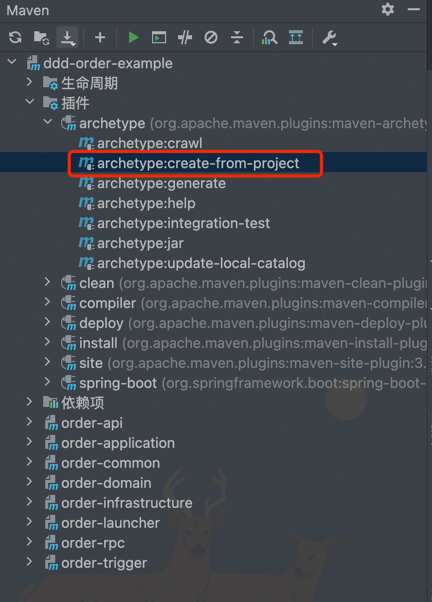 Maven
ddd-order-example
生命周期
插件
archetype (org.apache.maven.plugins:maven-archety
archetype:crawl
archetype:create-from-project
archetype:generate
archetype:help
archetype:integration-test
archetype:jar
archetype:update-local-catalog
clean (org.apache.maven.plugins:maven-clean-plugin
compiler (org.apache.maven.plugins:maven-compiler
deploy (org.apache.maven.plugins:maven-deploy-plu
install (org.apache.maven.plugins:maven-install-plug
site (org.apache.maven.plugins:maven-site-plugin:3.
spring-boot (org.springframework.boot:spring-boot-
依赖项
order-api
order-application
order-common
order-domain
order-infrastructure
order-launcher
order-rpc
order-trigger